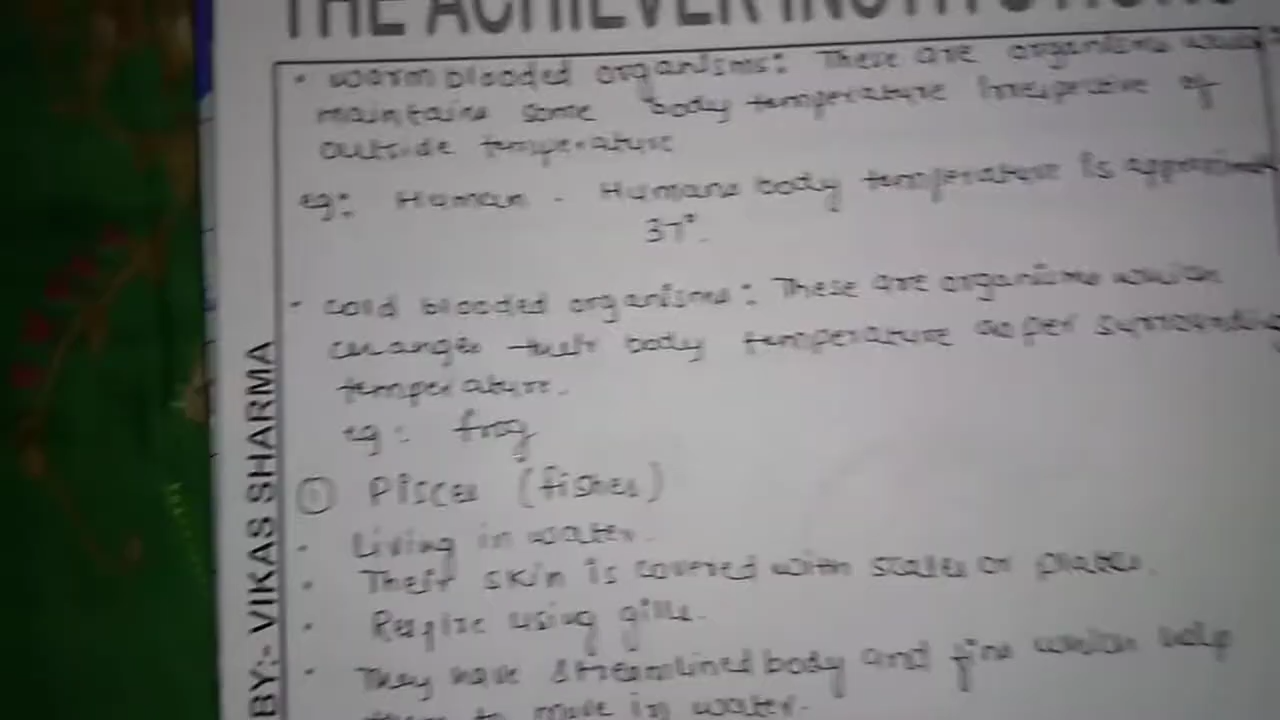 THE ACHIEVER INSTITUTIONS
• warm blooded organisms: These are organisms which
maintains some body temperature irrespective of
outside temperature
eg: Human - Humans body temperature is
37°.
• cold blooded organisms: These are organisms which
changes their body temperature as per surrounding
temperature.
eg: frog
① Pisces (fishes)
• Living in water.
• Their skin is covered with scales or plates.
• Respire using gills.
• They have streamlined body and fins which help
them to move in water.
BY:- VIKAS SHARMA